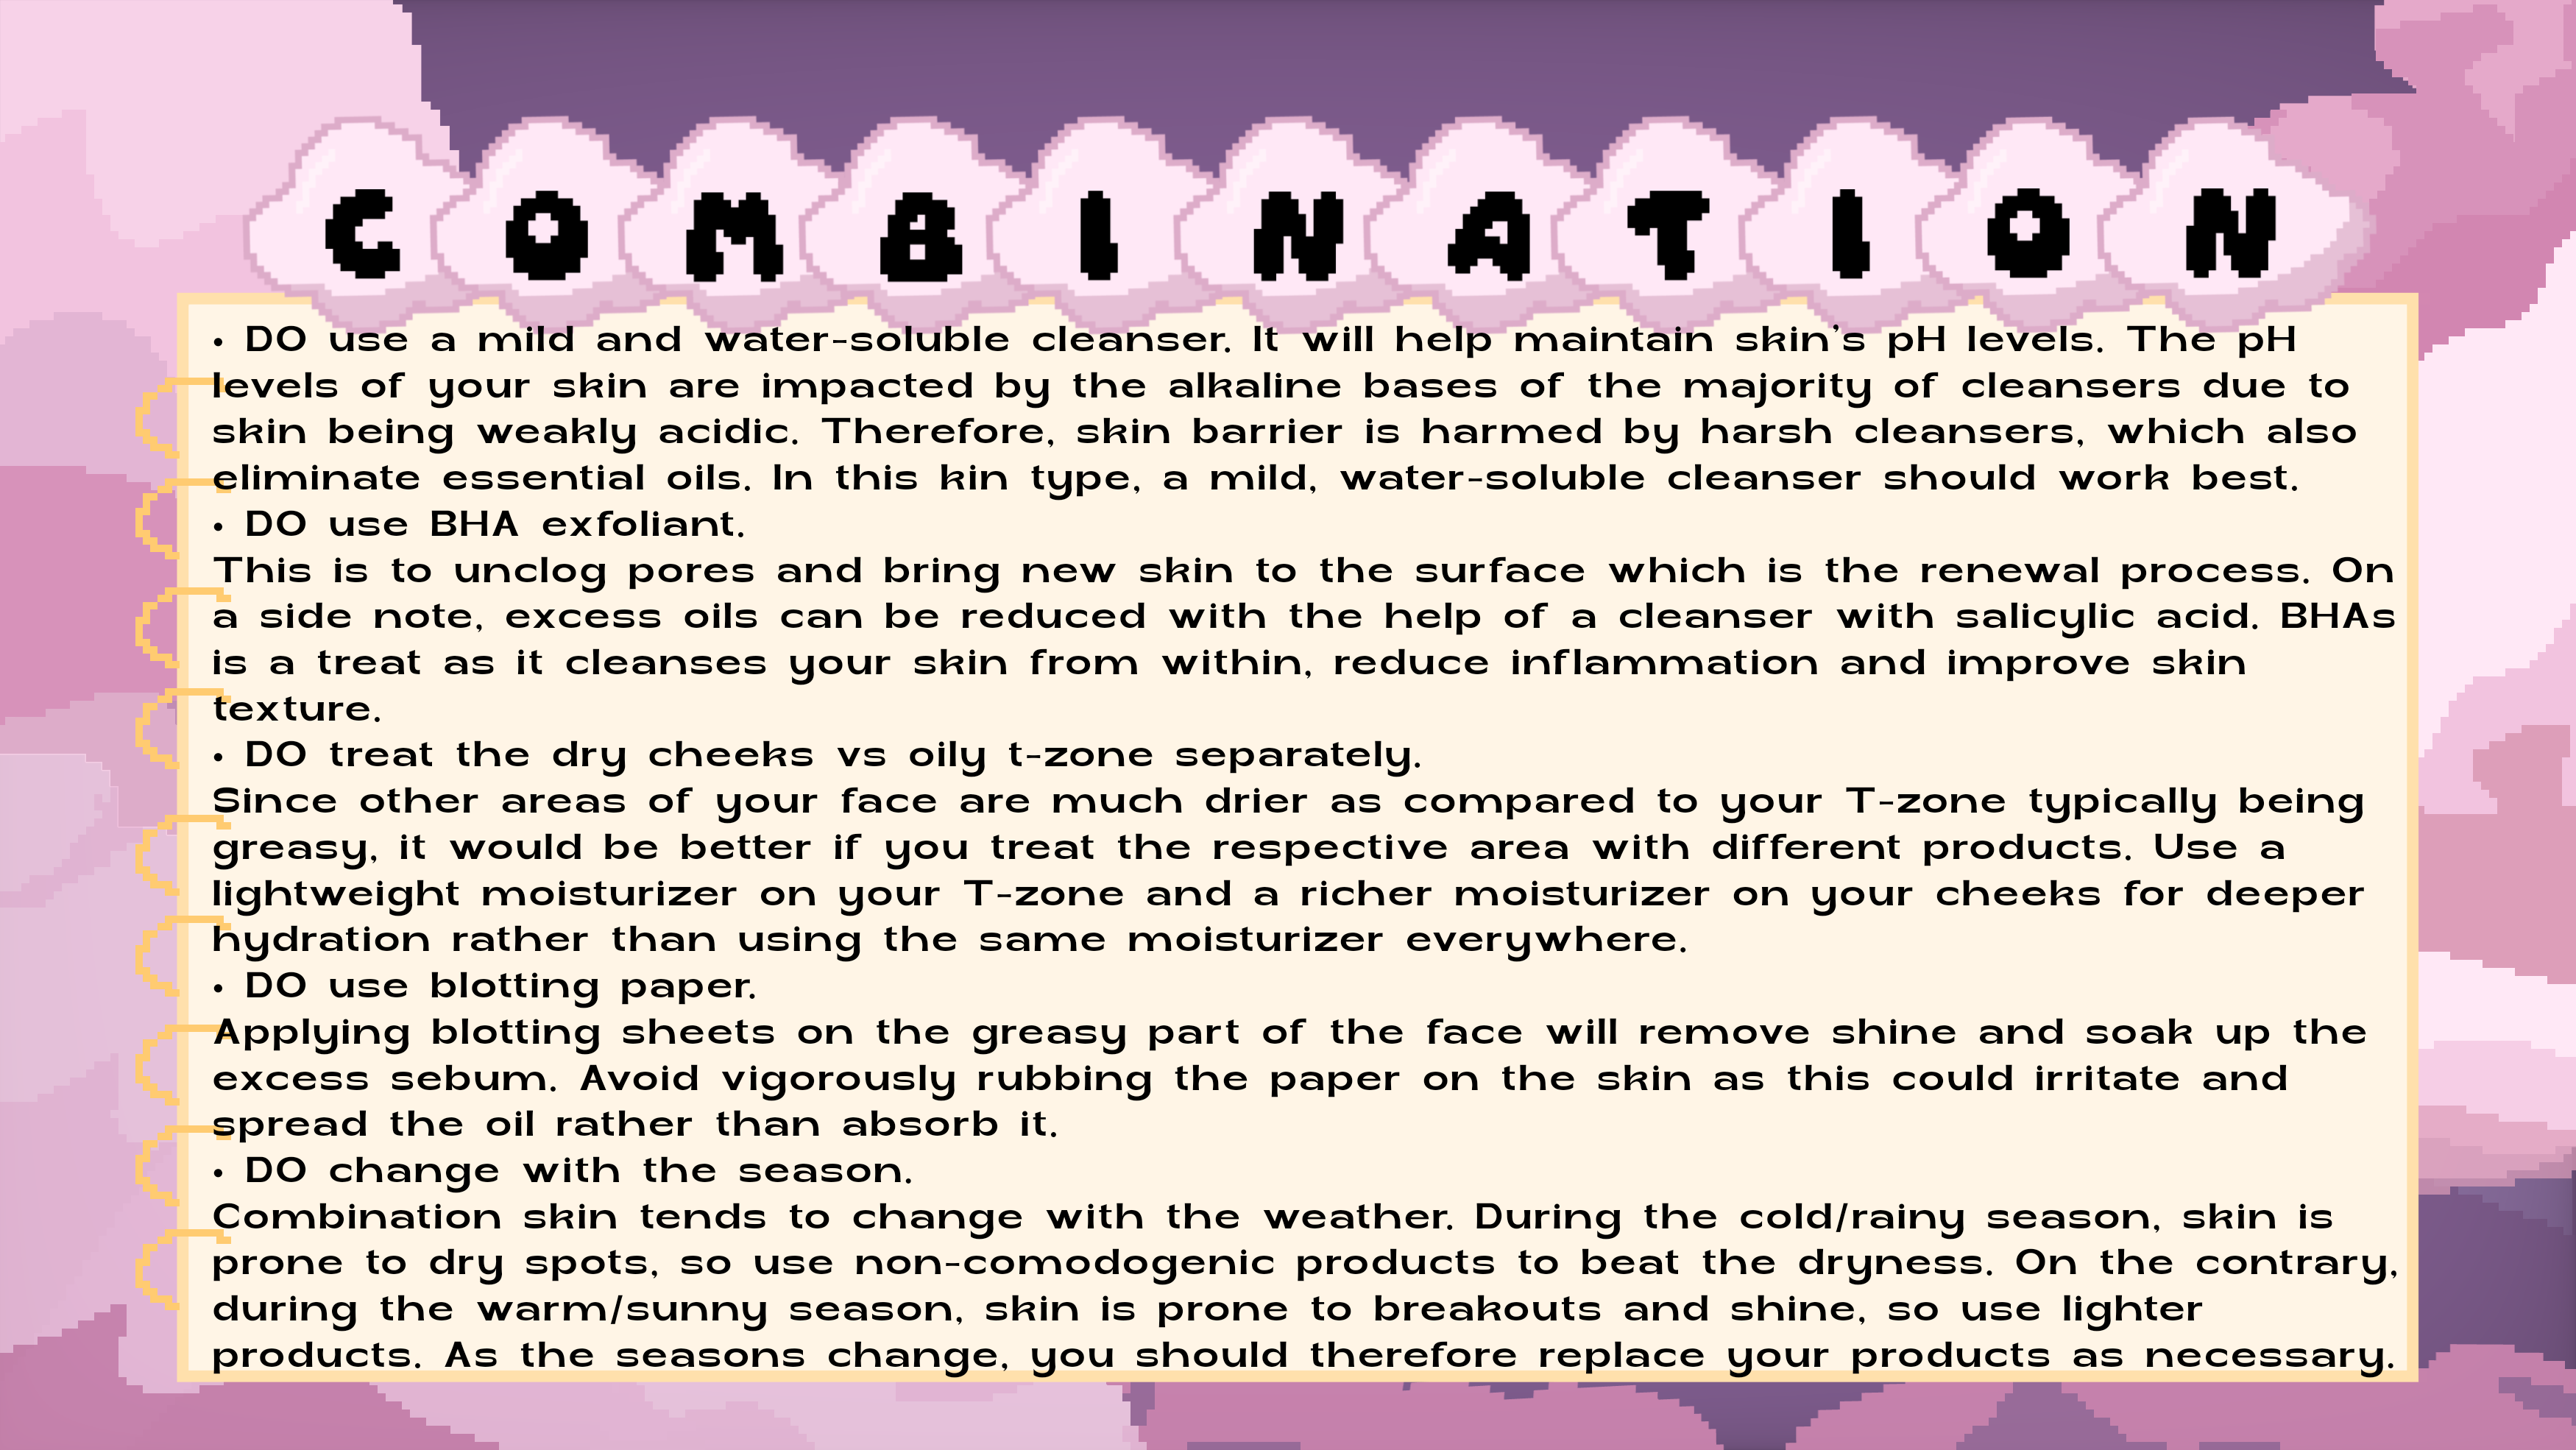 COMBINATION
• DO use a mild and water-soluble cleanser. It will help maintain skin's pH levels. The pH
levels of your skin are impacted by the alkaline bases of the majority of cleansers due to
skin being weakly acidic. Therefore, skin barrier is harmed by harsh cleansers, which also
eliminate essential oils. In this kin type, a mild, water-soluble cleanser should work best.
• DO use BHA exfoliant.
This is to unclog pores and bring new skin to the surface which is the renewal process. On
a side note, excess oils can be reduced with the help of a cleanser with salicylic acid. BHAs
is a treat as it cleanses your skin from within, reduce inflammation and improve skin
texture.
• DO treat the dry cheeks vs oily t-zone separately.
Since other areas of your face are much drier as compared to your T-zone typically being
greasy, it would be better if you treat the respective area with different products. Use a
lightweight moisturizer on your T-zone and a richer moisturizer on your cheeks for deeper
hydration rather than using the same moisturizer everywhere.
• DO use blotting paper.
Applying blotting sheets on the greasy part of the face will remove shine and soak up the
excess sebum. Avoid vigorously rubbing the paper on the skin as this could irritate and
spread the oil rather than absorb it.
• DO change with the season.
Combination skin tends to change with the weather. During the cold/rainy season, skin is
prone to dry spots, so use non-comodogenic products to beat the dryness. On the contrary,
during the warm/sunny season, skin is prone to breakouts and shine, so use lighter
products. As the seasons change, you should therefore replace your products as necessary.